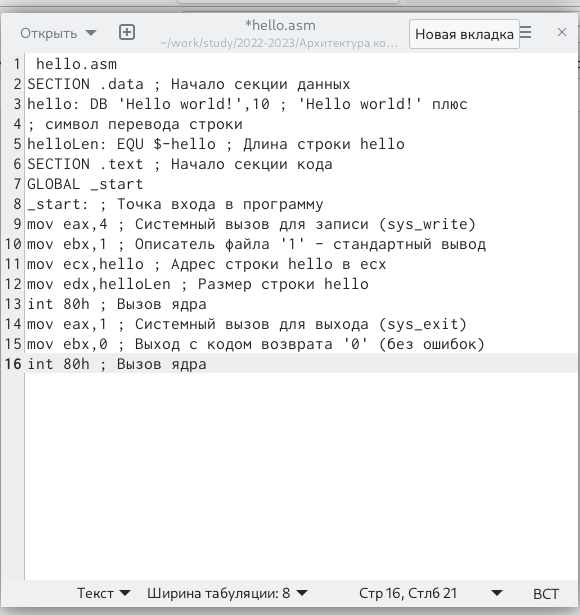 Открыть
*hello.asm
~/work/study/2022-2023/Архитектура ко...
Новая вкладка
1 hello.asm
2 SECTION .data ; Начало секции данных
3 hello: DB 'Hello world!',10 ; 'Hello world!' плюс
4 ; символ перевода строки
5 helloLen: EQU $-hello ; Длина строки hello
6 SECTION .text ; Начало секции кода
7 GLOBAL _start
8 _start: ; Точка входа в программу
9 mov eax,4 ; Системный вызов для записи (sys_write)
10 mov ebx,1 ; Описатель файла '1' - стандартный вывод
11 mov ecx,hello ; Адрес строки hello в ecx
12 mov edx,helloLen ; Размер строки hello
13 int 80h ; Вызов ядра
14 mov eax,1 ; Системный вызов для выхода (sys_exit)
15 mov ebx,0 ; Выход с кодом возврата '0' (без ошибок)
16 int 80h ; Вызов ядра
Текст Ширина табуляции: 8 Стр 16, Стлб 21 ВСТ